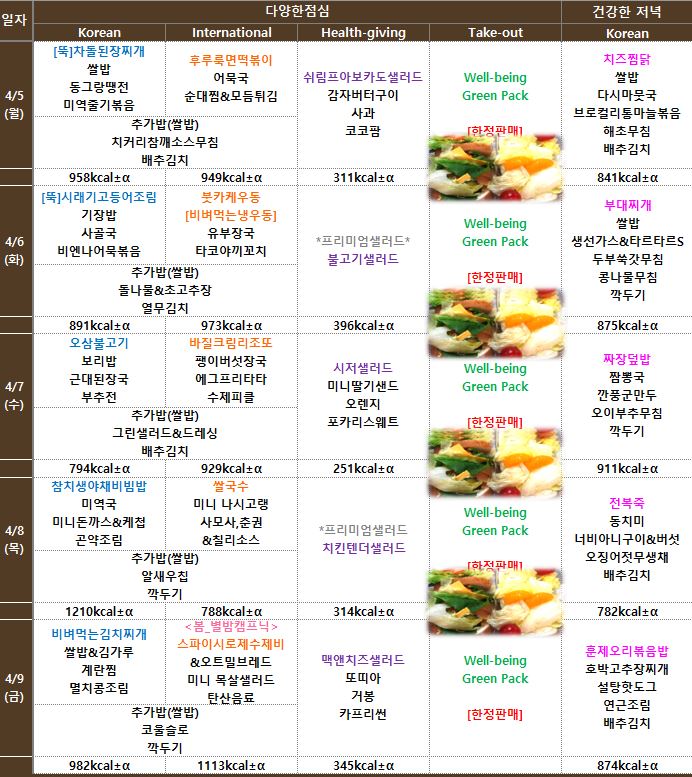 일자
다양한점심
건강한 저녁
Korean
International
Health-giving
Take-out
Korean
4/5
(월)
[뚝]차돌된장찌개
쌀밥
동그랑땡전
미역줄기볶음
후루룩면떡볶이
어묵국
순대찜&모듬튀김
추가밥(쌀밥)
치커리참깨소스무침
배추김치
쉬림프아보카도샐러드
감자버터구이
사과
코코팜
Well-being
Green Pack
[한정판매]
치즈찜닭
쌀밥
다시마뭇국
브로컬리통마늘볶음
해초무침
배추김치
958kcal±α
949kcal±α
311kcal±α
841kcal±α
4/6
(화)
[뚝]시래기고등어조림
기장밥
사골국
비엔나어묵볶음
붓카케우동
[비벼먹는냉우동]
유부장국
타코야끼꼬치
추가밥(쌀밥)
돌나물&초고추장
열무김치
*프리미엄샐러드*
불고기샐러드
Well-being
Green Pack
[한정판매]
부대찌개
쌀밥
생선가스&타르타르S
두부쑥갓무침
콩나물무침
깍두기
891kcal±α
973kcal±α
396kcal±α
875kcal±α
4/7
(수)
오삼불고기
보리밥
근대된장국
부추전
바질크림리조또
팽이버섯장국
에그프리타타
수제피클
추가밥(쌀밥)
그린샐러드&드레싱
배추김치
시저샐러드
미니딸기샌드
오렌지
포카리스웨트
Well-being
Green Pack
[한정판매]
짜장덮밥
짬뽕국
깐풍군만두
오이부추무침
깍두기
794kcal±α
929kcal±α
251kcal±α
911kcal±α
4/8
(목)
참치생야채비빔밥
미역국
미니돈까스&케첩
곤약조림
쌀국수
미니 나시고랭
사모사,춘권
&칠리소스
추가밥(쌀밥)
알새우칩
깍두기
*프리미엄샐러드
치킨텐더샐러드
Well-being
Green Pack
[한정판매]
전복죽
동치미
너비아니구이&버섯
오징어젓무생채
배추김치
1210kcal±α
788kcal±α
314kcal±α
782kcal±α
4/9
(금)
비벼먹는김치찌개
쌀밥&김가루
계란찜
멸치콩조림
<봄_별밤캠프닉>
스파이시로제수제비
&오트밀브레드
미니 목살샐러드
탄산음료
추가밥(쌀밥)
코울슬로
깍두기
맥앤치즈샐러드
또띠아
거봉
카프리썬
Well-being
Green Pack
[한정판매]
훈제오리볶음밥
호박고추장찌개
설탕핫도그
연근조림
배추김치
982kcal±α
1113kcal±α
345kcal±α
874kcal±α